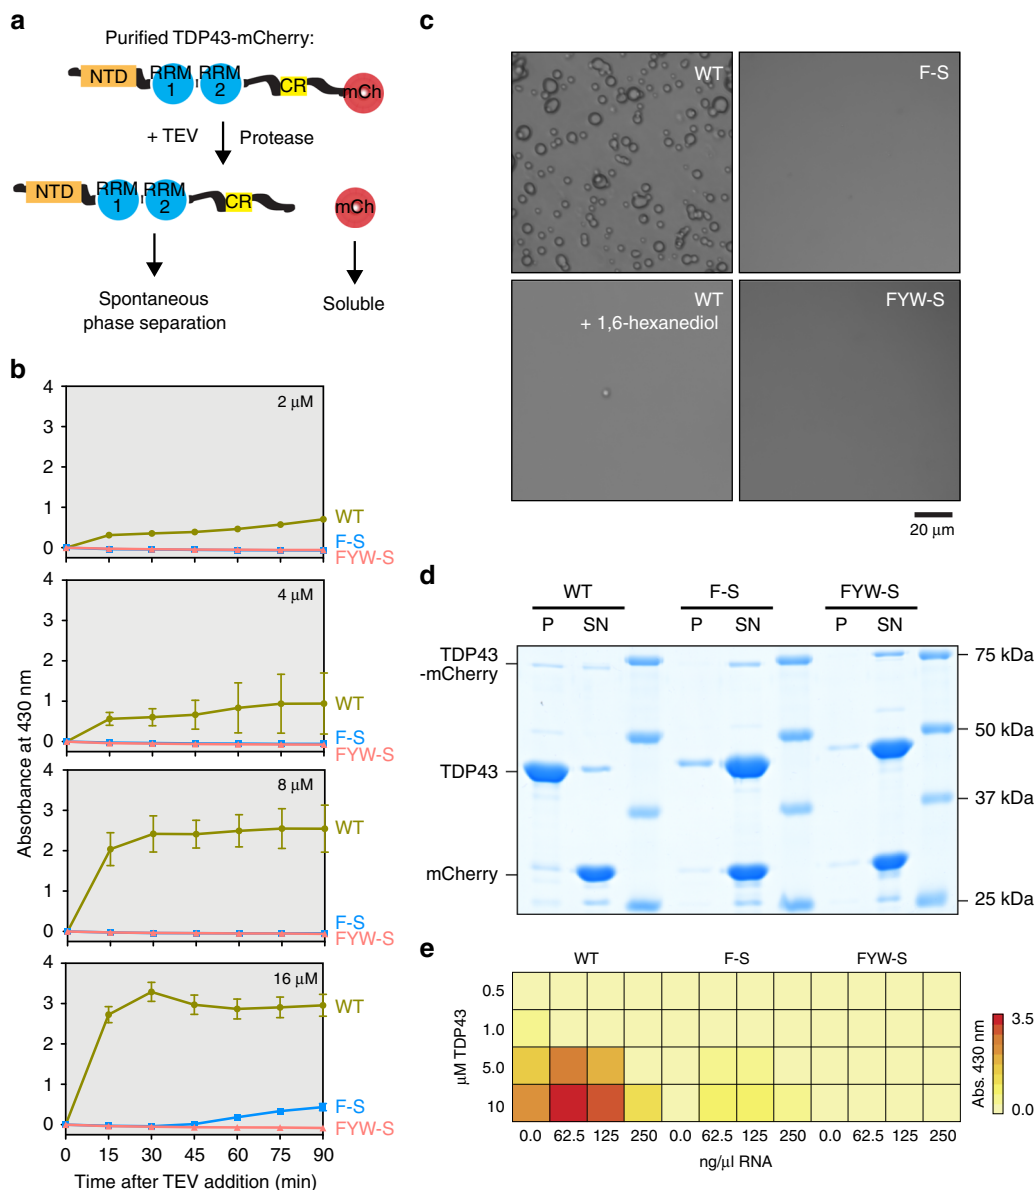 a
Purified TDP43-mCherry:
NTD
RRM
1
RRM
2
CR
mCh
+ TEV
Protease
NTD
RRM
1
RRM
2
CR
mCh
Spontaneous
phase separation
Soluble
b
Absorbance at 430 nm
4
3
2
1
0
2 µM
WT
F-S
FYW-S
4
3
2
1
0
4 µM
WT
F-S
FYW-S
4
3
2
1
0
8 µM
WT
F-S
FYW-S
4
3
2
1
0
16 µM
WT
F-S
FYW-S
0 15 30 45 60 75 90
Time after TEV addition (min)
c
WT
F-S
WT
+ 1,6-hexanediol
FYW-S
20 µm
d
WT F-S FYW-S
P SN P SN P SN
TDP43
-mCherry
TDP43
mCherry
75 kDa
50 kDa
37 kDa
25 kDa
e
WT F-S FYW-S
µM TDP43
0.5
1.0
5.0
10
0.0 62.5 125 250 0.0 62.5 125 250 0.0 62.5 125 250
ng/µl RNA
Abs. 430 nm
3.5
0.0